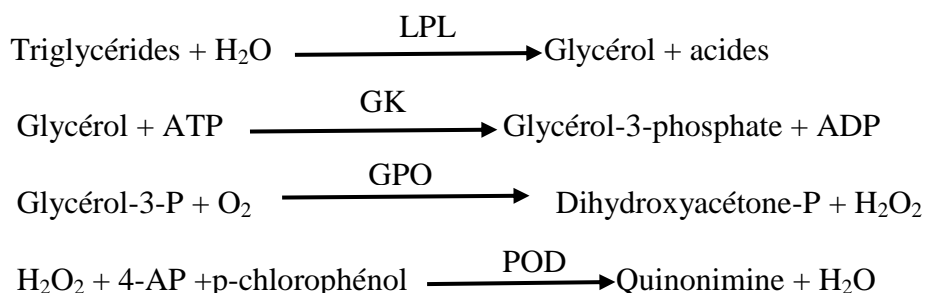 LPL
Triglycérides + H₂O → Glycérol + acides
GK
Glycérol + ATP → Glycérol-3-phosphate + ADP
GPO
Glycérol-3-P + O₂ → Dihydroxyacétone-P + H₂O₂
POD
H₂O₂ + 4-AP +p-chlorophénol → Quinonimine + H₂O